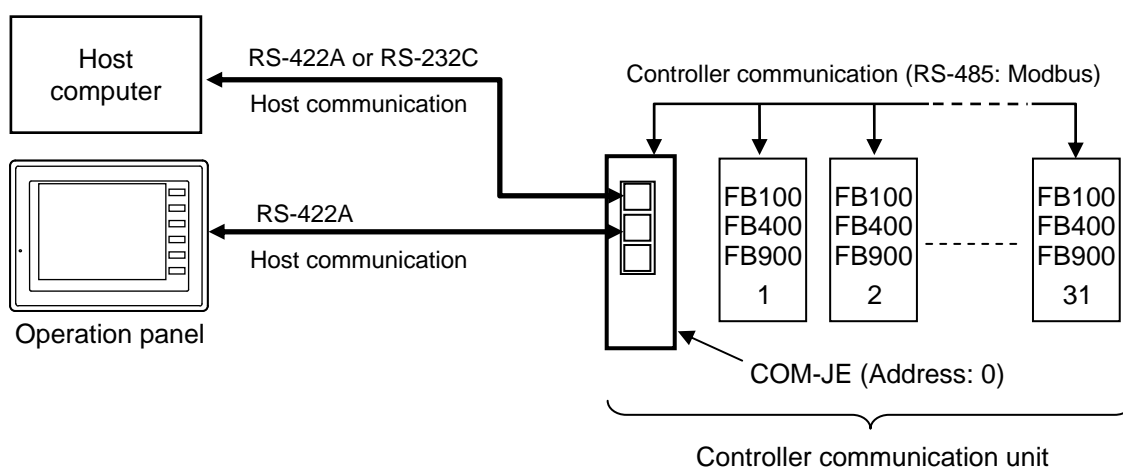 Host
computer
RS-422A or RS-232C
Host communication
Controller communication (RS-485: Modbus)
RS-422A
Host communication
Operation panel
FB100
FB400
FB900
1
FB100
FB400
FB900
2
FB100
FB400
FB900
31
COM-JE (Address: 0)
Controller communication unit